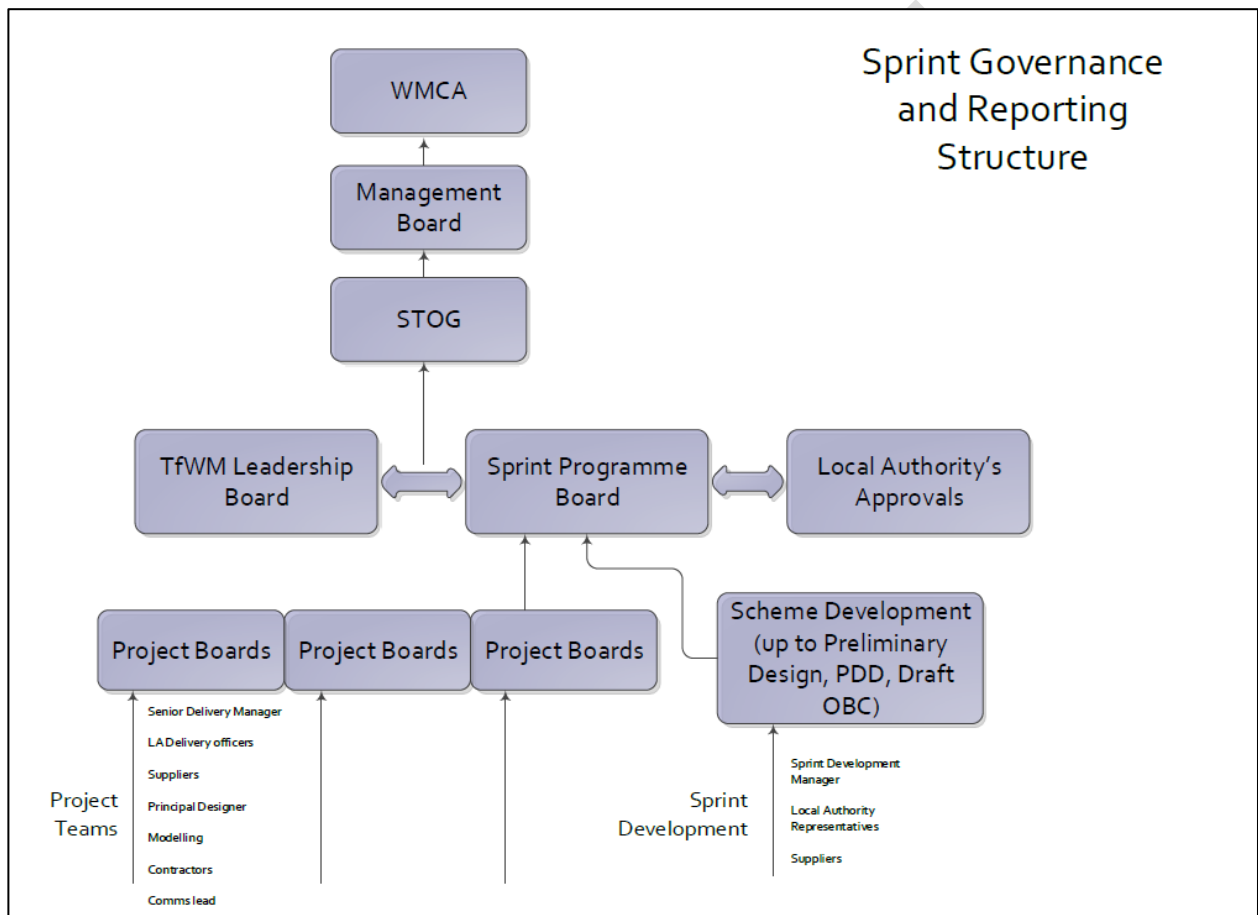 Sprint Governance
and Reporting
Structure
WMCA
Management
Board
STOG
TfWM Leadership
Board
Sprint Programme
Board
Local Authority's
Approvals
Project Boards
Project Boards
Project Boards
Scheme Development
(up to Preliminary
Design, PDD, Draft
OBC)
Project
Teams
Senior Delivery Manager
LA Delivery officers
Suppliers
Principal Designer
Modelling
Contractors
Comms lead
Sprint
Development
Sprint Development
Manager
Local Authority
Representatives
Suppliers